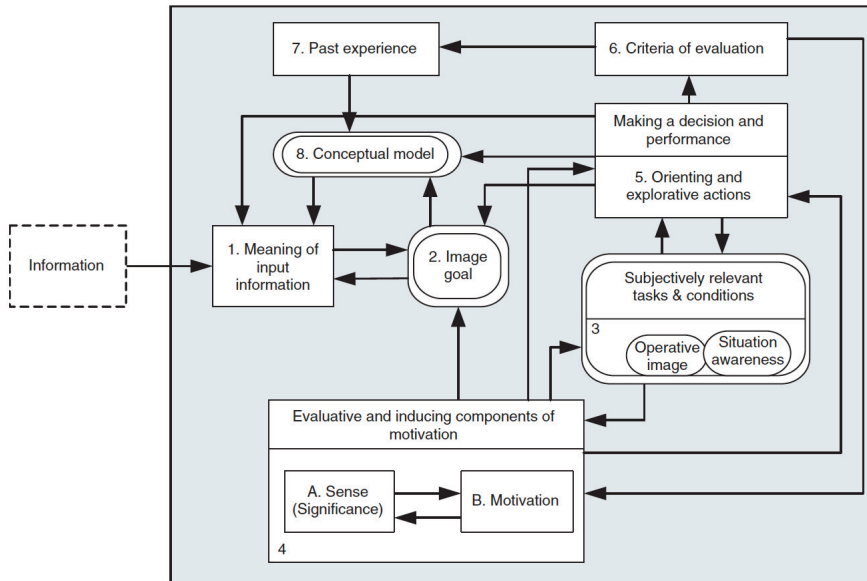 7. Past experience
6. Criteria of evaluation
Making a decision and
performance
8. Conceptual model
5. Orienting and
explorative actions
Information
1. Meaning of
input
information
2. Image
goal
Subjectively relevant
tasks & conditions
3
Operative
image
Situation
awareness
Evaluative and inducing components of
motivation
A. Sense
(Significance)
B. Motivation
4